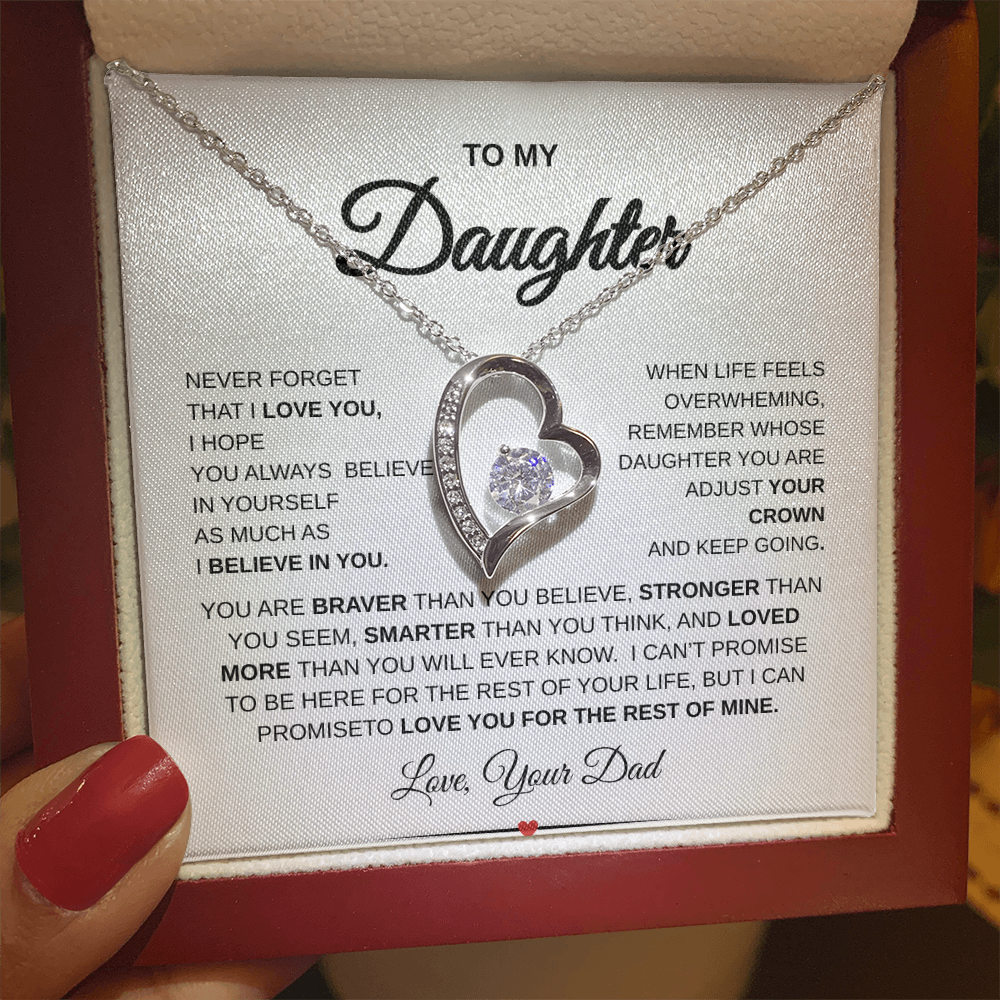 TO MY
Daughter
NEVER FORGET
THAT I LOVE YOU,
I HOPE
YOU ALWAYS BELIEVE
IN YOURSELF
AS MUCH AS
I BELIEVE IN YOU.
WHEN LIFE FEELS
OVERWHEMING,
REMEMBER WHOSE
DAUGHTER YOU ARE
ADJUST YOUR
CROWN
AND KEEP GOING.
YOU ARE BRAVER THAN YOU BELIEVE, STRONGER THAN
YOU SEEM, SMARTER THAN YOU THINK, AND LOVED
MORE THAN YOU WILL EVER KNOW. I CAN'T PROMISE
TO BE HERE FOR THE REST OF YOUR LIFE, BUT I CAN
PROMISETO LOVE YOU FOR THE REST OF MINE.
Love, Your Dad